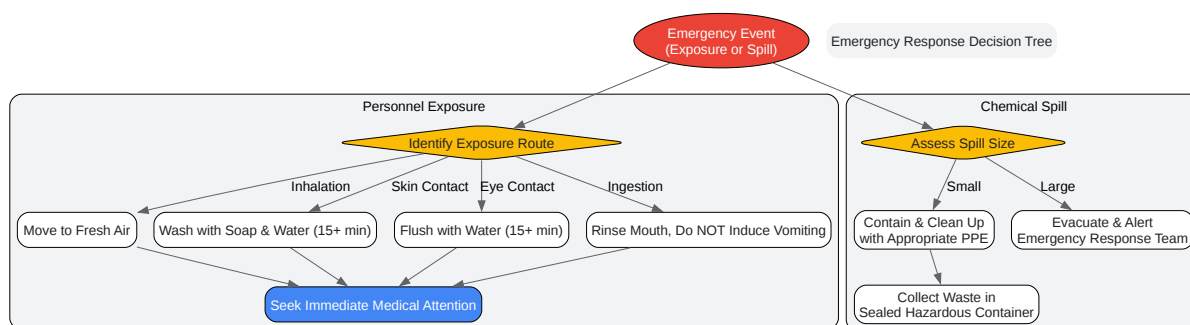 Emergency Event
(Exposure or Spill)
Emergency Response Decision Tree
Personnel Exposure
Chemical Spill
Identify Exposure Route
Assess Spill Size
Inhalation
Skin Contact
Eye Contact
Ingestion
Small
Large
Move to Fresh Air
Wash with Soap & Water (15+ min)
Flush with Water (15+ min)
Rinse Mouth, Do NOT Induce Vomiting
Contain & Clean Up
with Appropriate PPE
Evacuate & Alert
Emergency Response Team
Seek Immediate Medical Attention
Collect Waste in
Sealed Hazardous Container